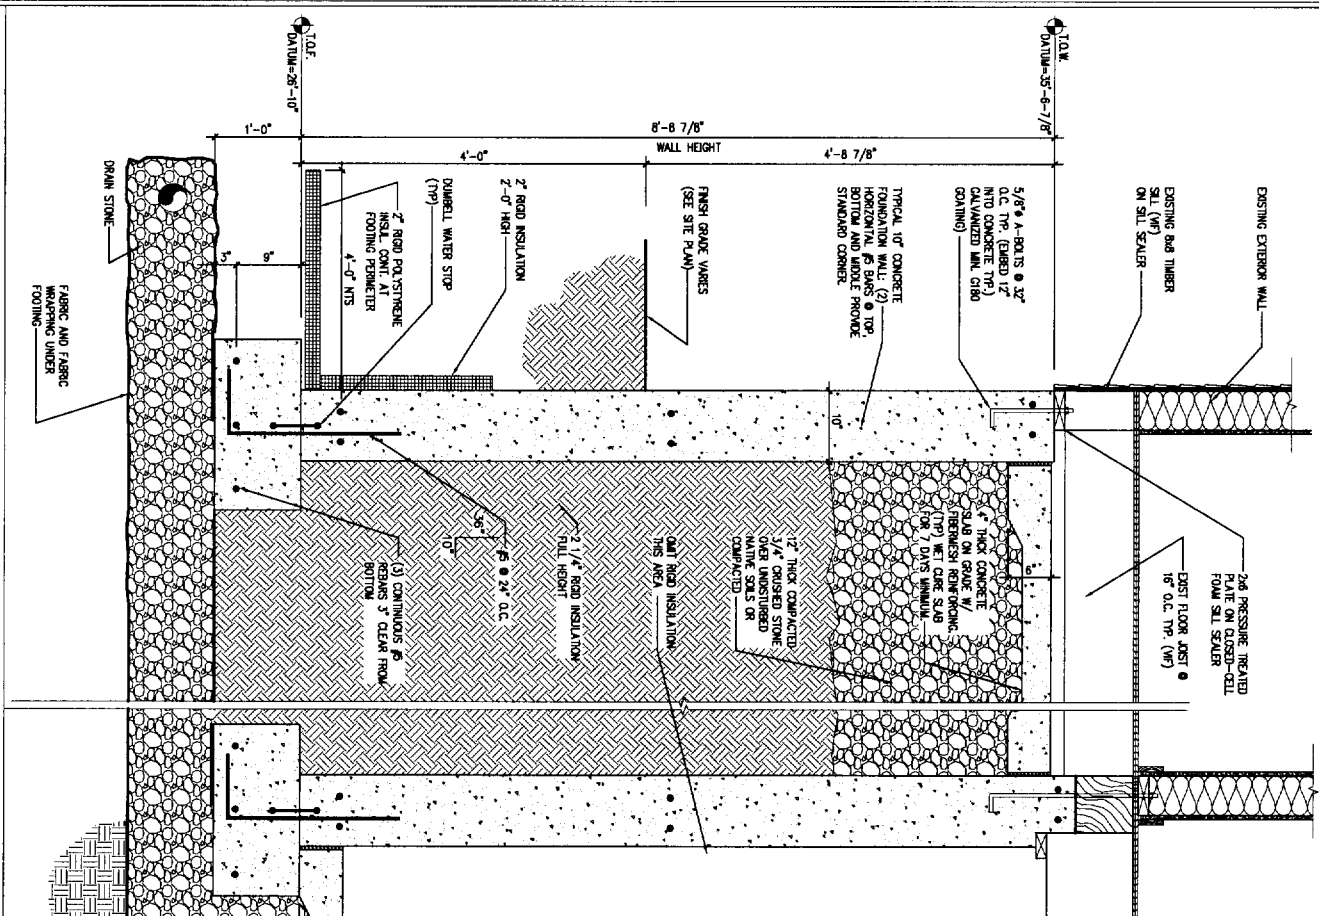 T.O.F.
DATUM=26'-10"
T.O.W.
DATUM=35'-6-7/8"
1'-0"
8'-8 7/8"
WALL HEIGHT
4'-0"
4'-8 7/8"
DRAIN STONE
3"
9"
FABRIC AND FABRIC
WRAPPING UNDER
FOOTING
4'-0" NTS
2" RIGID POLYSTYRENE
INSUL. CONT. AT
FOOTING PERIMETER
DUMBELL WATER STOP
(TYP)
2" RIGID INSULATION
2'-0" HIGH
FINISH GRADE VARIES
(SEE SITE PLAN)
TYPICAL 10" CONCRETE
FOUNDATION WALL: (2)
HORIZONTAL #5 BARS @ TOP,
BOTTOM AND MIDDLE PROVIDE
STANDARD CORNER.
5/8"ø A-BOLTS @ 32"
O.C. TYP. (EMBED 12"
INTO CONCRETE TYP.)
GALVANIZED MIN. G180
COATING)
EXISTING 8x8 TIMBER
SILL (VIF)
ON SILL SEALER
EXISTING EXTERIOR WALL
10"
(3) CONTINUOUS #5
REBARS 3" CLEAR FROM
BOTTOM
36"
10"
#5 @ 24" O.C.
2 1/4" RIGID INSULATION
FULL HEIGHT
OMIT RIGID INSULATION
THIS AREA
12" THICK COMPACTED
3/4" CRUSHED STONE
OVER UNDISTURBED
NATIVE SOILS OR
COMPACTED
4" THICK CONCRETE
SLAB ON GRADE W/
FIBERMESH REINFORCING
(TYP) WET CURE SLAB
FOR 7 DAYS MINIMUM.
6"
EXIST FLOOR JOIST @
16" O.C. TYP. (VIF)
2x6 PRESSURE TREATED
PLATE ON CLOSED-CELL
FOAM SILL SEALER